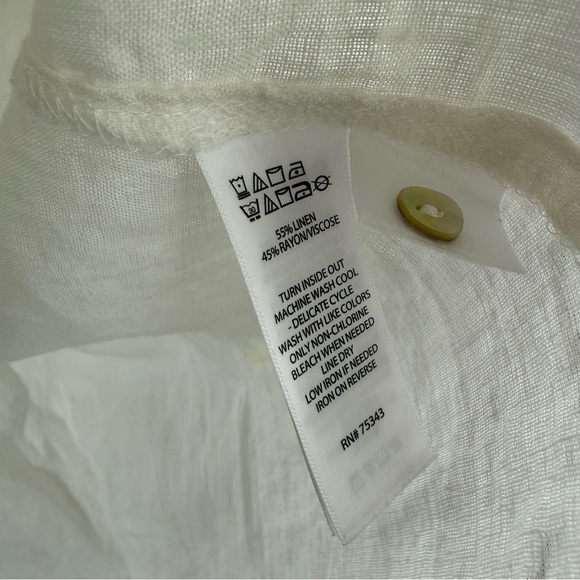 55% LINEN
45% RAYON/VISCOSE
TURN INSIDE OUT
MACHINE WASH COOL
- DELICATE CYCLE
WASH WITH LIKE COLORS
ONLY NON-CHLORINE
BLEACH WHEN NEEDED
LINE DRY
LOW IRON IF NEEDED
IRON ON REVERSE
RN# 75343